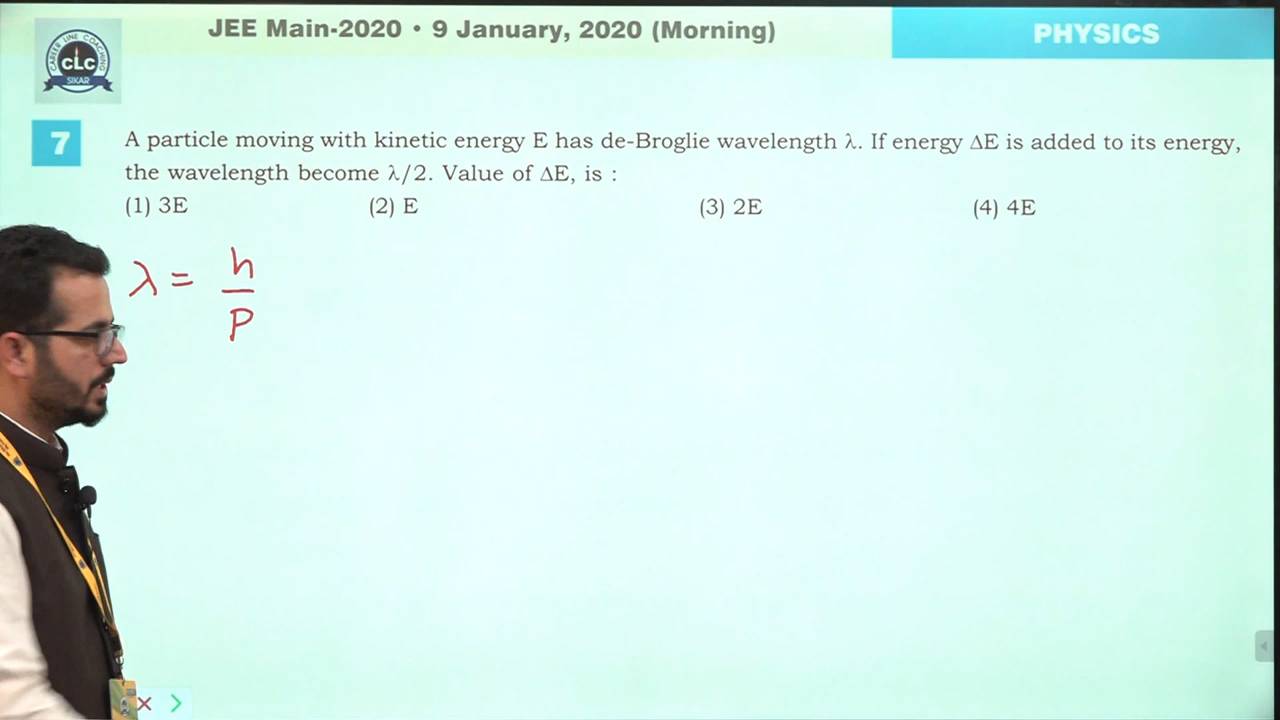 JEE Main-2020 • 9 January, 2020 (Morning)
PHYSICS
CAREER LINE COACHING
CLC
SIKAR
7
A particle moving with kinetic energy E has de-Broglie wavelength λ. If energy ΔE is added to its energy,
the wavelength become λ/2. Value of ΔE, is :
(1) 3E (2) E (3) 2E (4) 4E
λ = h
P